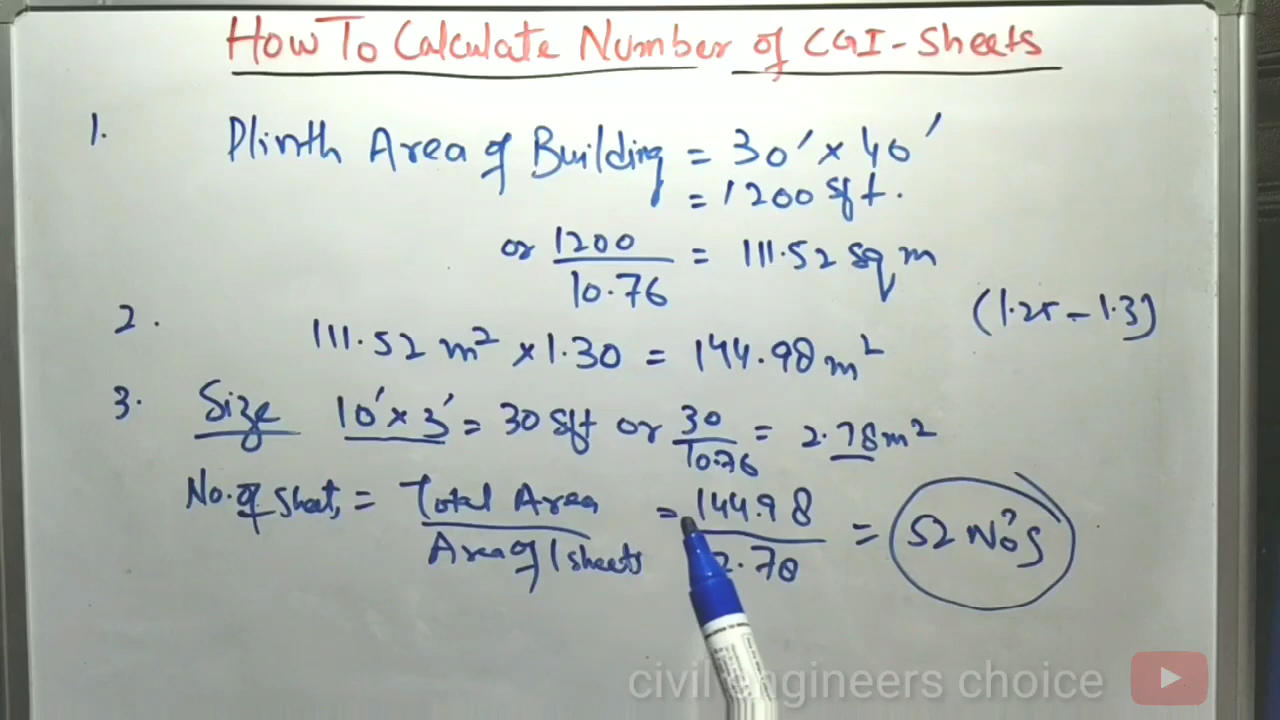 How To Calculate Number of CGI-Sheets
1. Plinth Area of Building = 30' x 40'
= 1200 sft.
or 1200/10.76 = 111.52 sq m
(1.25 - 1.3)
2. 111.52 m² x 1.30 = 144.98 m²
3. Size 10' x 3' = 30 sft or 30/10.76 = 2.78 m²
No. of Sheets = Total Area/Area of 1 sheets = 144.98/2.78 = 52 No's
civil engineers choice